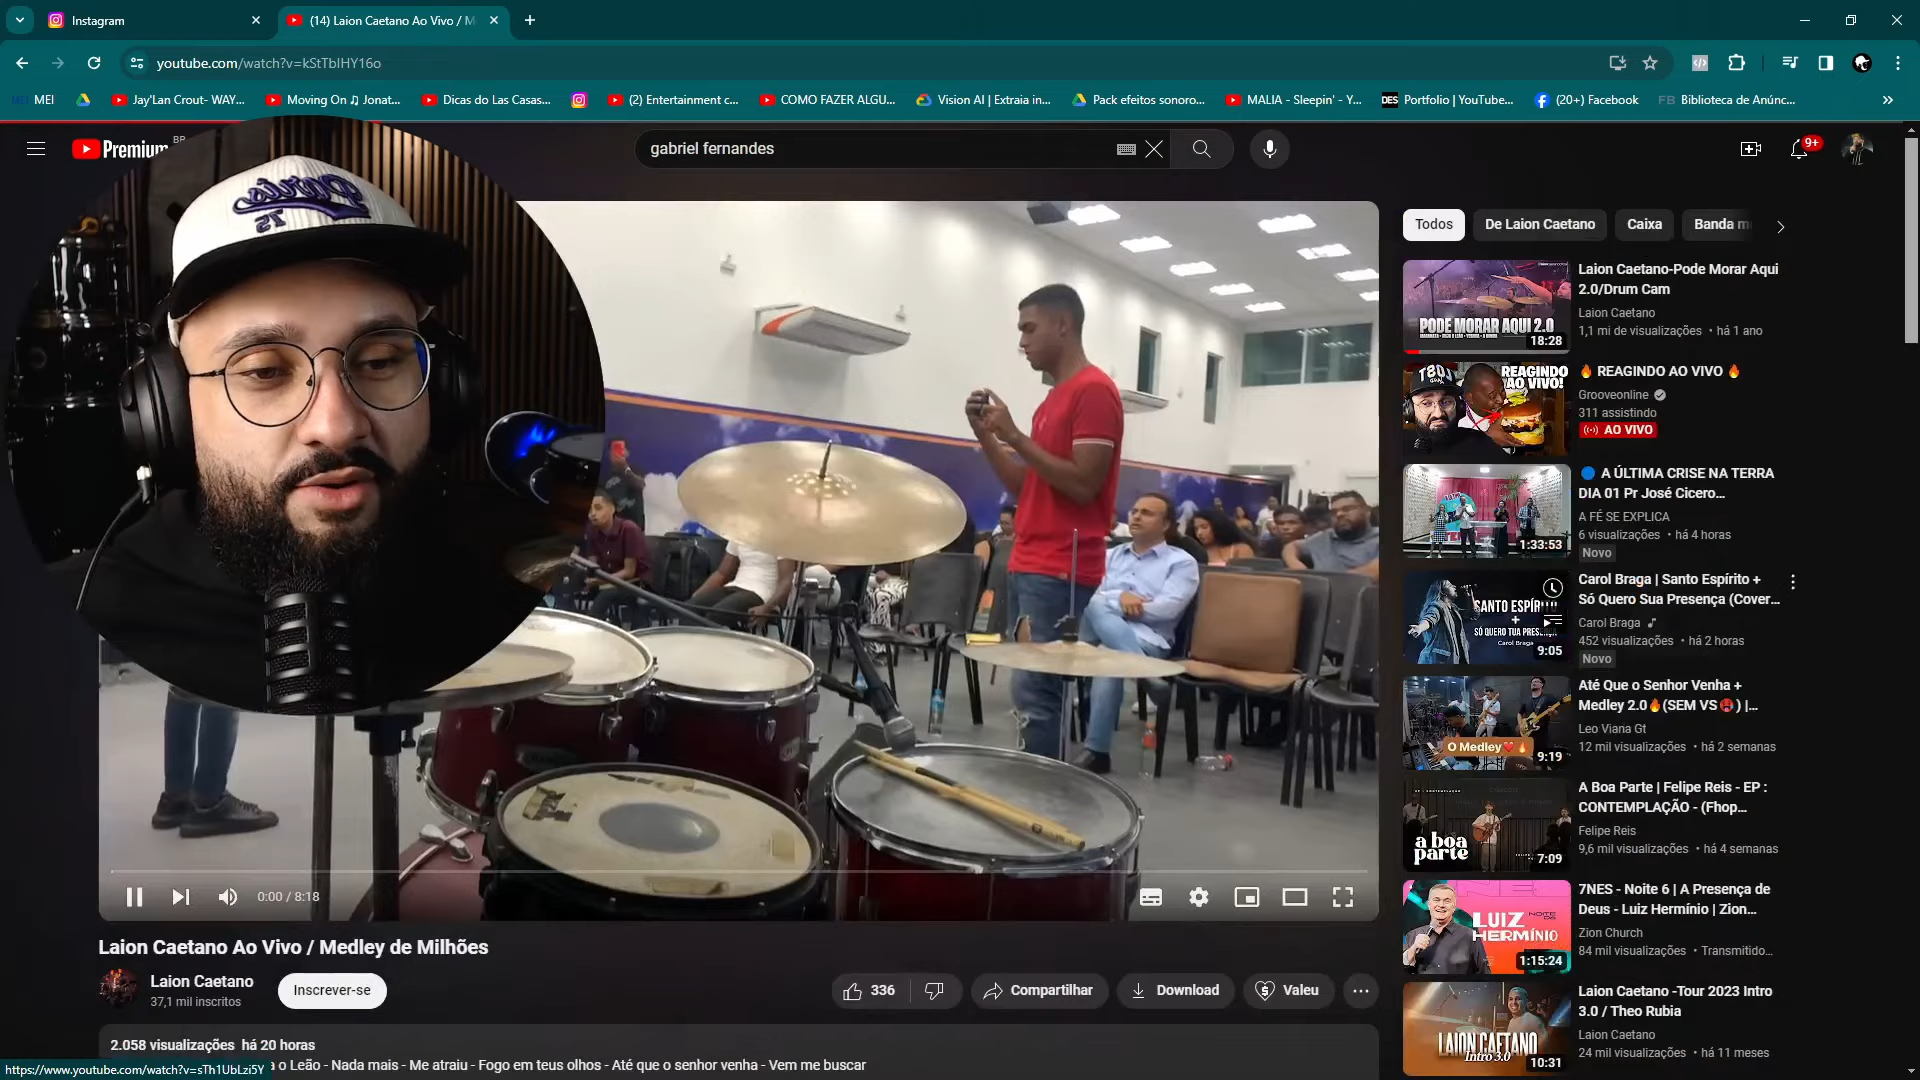 Instagram
(14) Laion Caetano Ao Vivo / M
youtube.com/watch?v=kStTbIHY16o
MEI MEI
Jay'Lan Crout- WAY...
Moving On ♫ Jonat...
Dicas do Las Casas...
(2) Entertainment c...
COMO FAZER ALGU...
Vision AI | Extraia in...
Pack efeitos sonoro...
MALIA - Sleepin' - Y...
DES Portfolio | YouTube...
(20+) Facebook
FB Biblioteca de Anúnc...
Premium BR
gabriel fernandes
9+
Paris
75
Todos
De Laion Caetano
Caixa
Banda m
PODE MORAR AQUI 2.0
18:28
Laion Caetano-Pode Morar Aqui
2.0/Drum Cam
Laion Caetano
1,1 mi de visualizações • há 1 ano
REAGINDO
AO VIVO!
🔥 REAGINDO AO VIVO 🔥
Grooveonline
311 assistindo
AO VIVO
1:33:53
🔵 A ÚLTIMA CRISE NA TERRA
DIA 01 Pr José Cicero...
A FÉ SE EXPLICA
6 visualizações • há 4 horas
Novo
SANTO ESPÍRITO
+
SÓ QUERO TUA PRESENÇA
Carol Braga
9:05
Carol Braga | Santo Espírito +
Só Quero Sua Presença (Cover...
Carol Braga
452 visualizações • há 2 horas
Novo
O Medley❤️🔥
9:19
Até Que o Senhor Venha +
Medley 2.0🔥(SEM VS🥵) |...
Leo Viana Gt
12 mil visualizações • há 2 semanas
a boa
parte
7:09
A Boa Parte | Felipe Reis - EP :
CONTEMPLAÇÃO - (Fhop...
Felipe Reis
9,6 mil visualizações • há 4 semanas
LUIZ
HERMÍNIO
1:15:24
7NES - Noite 6 | A Presença de
Deus - Luiz Hermínio | Zion...
Zion Church
84 mil visualizações • Transmitido...
LAION CAETANO
Intro 3.0
10:31
Laion Caetano -Tour 2023 Intro
3.0 / Theo Rubia
Laion Caetano
24 mil visualizações • há 11 meses
0:00 / 8:18
Laion Caetano Ao Vivo / Medley de Milhões
Laion Caetano
37,1 mil inscritos
Inscrever-se
336
Compartilhar
Download
Valeu
2.058 visualizações há 20 horas
a o Leão - Nada mais - Me atraiu - Fogo em teus olhos - Até que o senhor venha - Vem me buscar
https://www.youtube.com/watch?v=sTh1UbLzi5Y